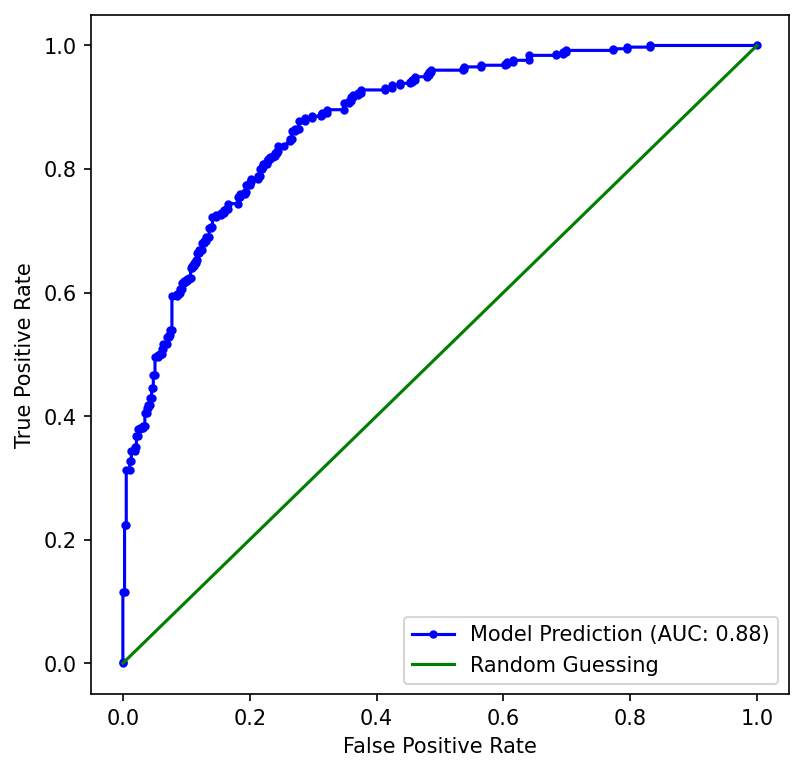 1.0
0.8
0.6
0.4
0.2
0.0
True Positive Rate
Model Prediction (AUC: 0.88)
Random Guessing
0.0 0.2 0.4 0.6 0.8 1.0
False Positive Rate